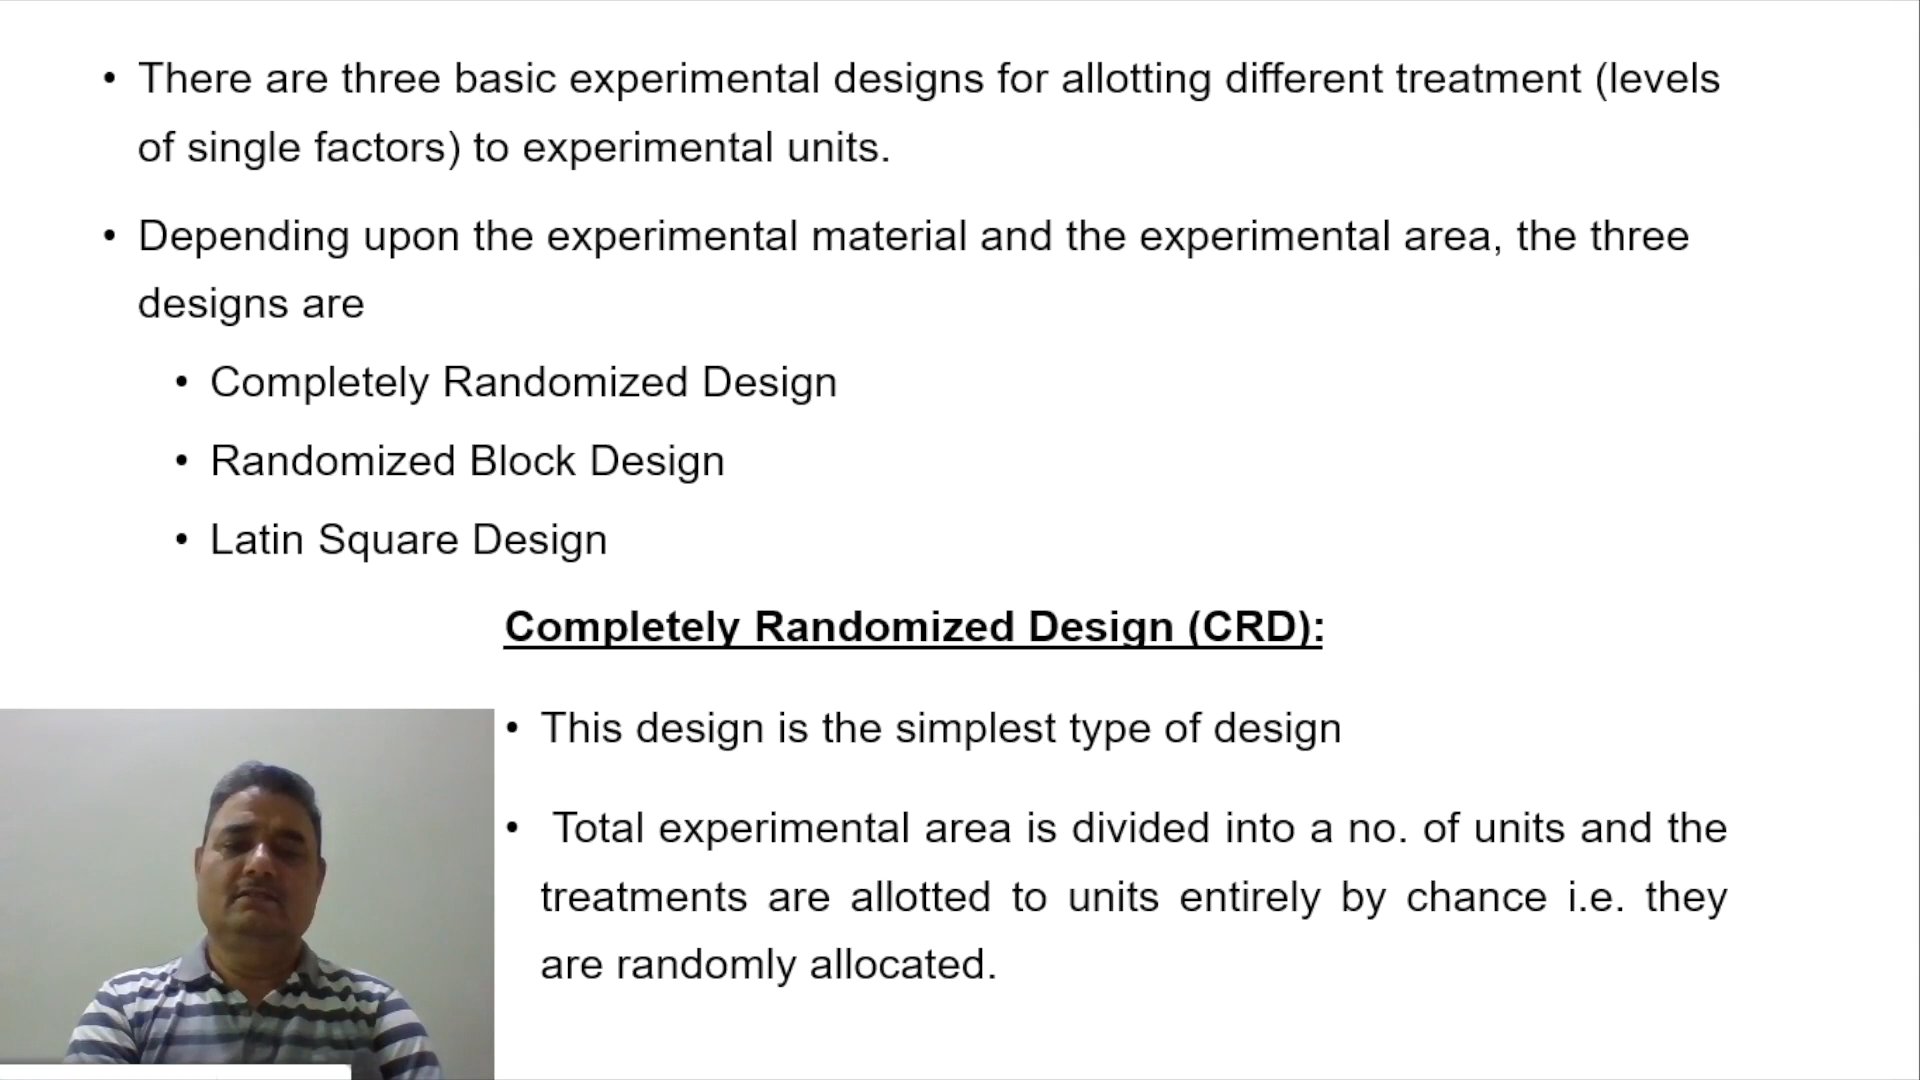 • There are three basic experimental designs for allotting different treatment (levels
of single factors) to experimental units.
• Depending upon the experimental material and the experimental area, the three
designs are
• Completely Randomized Design
• Randomized Block Design
• Latin Square Design
Completely Randomized Design (CRD):
• This design is the simplest type of design
• Total experimental area is divided into a no. of units and the
treatments are allotted to units entirely by chance i.e. they
are randomly allocated.